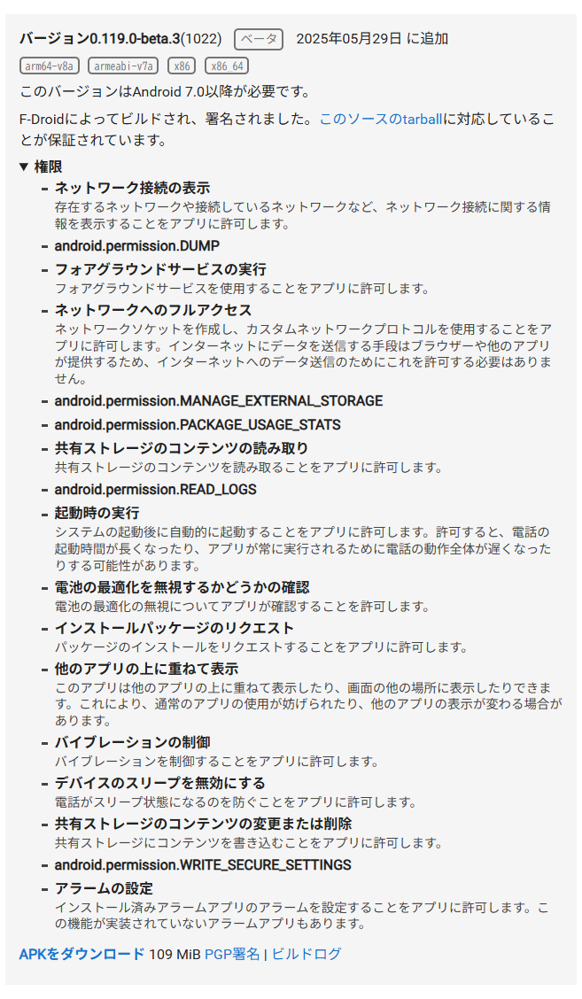 バージョン0.119.0-beta.3(1022) ベータ 2025年05月29日 に追加
arm64-v8a armeabi-v7a x86 x86_64
このバージョンはAndroid 7.0以降が必要です。
F-Droidによってビルドされ、署名されました。このソースのtarballに対応しているこ
とが保証されています。
▼ 権限
- ネットワーク接続の表示
存在するネットワークや接続しているネットワークなど、ネットワーク接続に関する情
報を表示することをアプリに許可します。
- android.permission.DUMP
- フォアグラウンドサービスの実行
フォアグラウンドサービスを使用することをアプリに許可します。
- ネットワークへのフルアクセス
ネットワークソケットを作成し、カスタムネットワークプロトコルを使用することをア
プリに許可します。インターネットにデータを送信する手段はブラウザーや他のアプリ
が提供するため、インターネットへのデータ送信のためにこれを許可する必要はありま
せん。
- android.permission.MANAGE_EXTERNAL_STORAGE
- android.permission.PACKAGE_USAGE_STATS
- 共有ストレージのコンテンツの読み取り
共有ストレージのコンテンツを読み取ることをアプリに許可します。
- android.permission.READ_LOGS
- 起動時の実行
システムの起動後に自動的に起動することをアプリに許可します。許可すると、電話の
起動時間が長くなったり、アプリが常に実行されるために電話の動作全体が遅くなった
りする可能性があります。
- 電池の最適化を無視するかどうかの確認
電池の最適化の無視についてアプリが確認することを許可します。
- インストールパッケージのリクエスト
パッケージのインストールをリクエストすることをアプリに許可します。
- 他のアプリの上に重ねて表示
このアプリは他のアプリの上に重ねて表示したり、画面の他の場所に表示したりできま
す。これにより、通常のアプリの使用が妨げられたり、他のアプリの表示が変わる場合が
あります。
- バイブレーションの制御
バイブレーションを制御することをアプリに許可します。
- デバイスのスリープを無効にする
電話がスリープ状態になるのを防ぐことをアプリに許可します。
- 共有ストレージのコンテンツの変更または削除
共有ストレージにコンテンツを書き込むことをアプリに許可します。
- android.permission.WRITE_SECURE_SETTINGS
- アラームの設定
インストール済みアラームアプリのアラームを設定することをアプリに許可します。こ
の機能が実装されていないアラームアプリもあります。
APKをダウンロード 109 MiB PGP署名 | ビルドログ